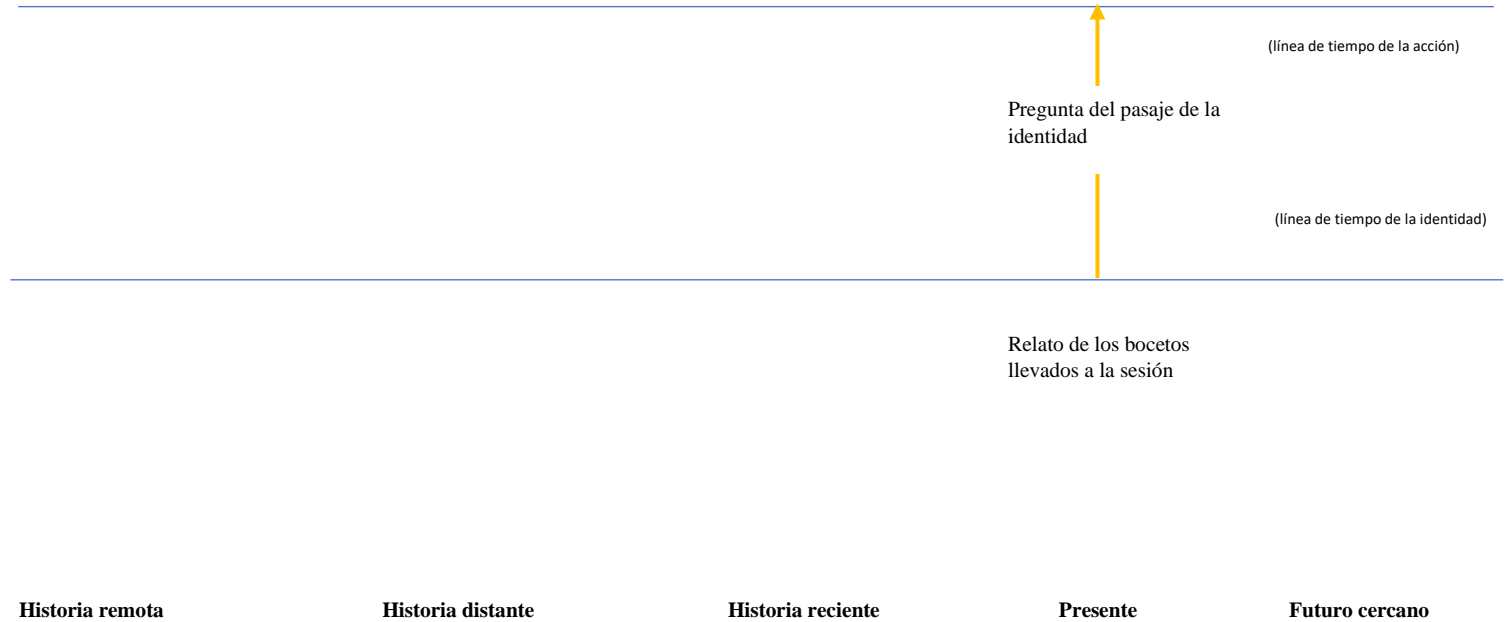 (línea de tiempo de la acción)
Pregunta del pasaje de la
identidad
(línea de tiempo de la identidad)
Relato de los bocetos
llevados a la sesión
Historia remota
Historia distante
Historia reciente
Presente
Futuro cercano